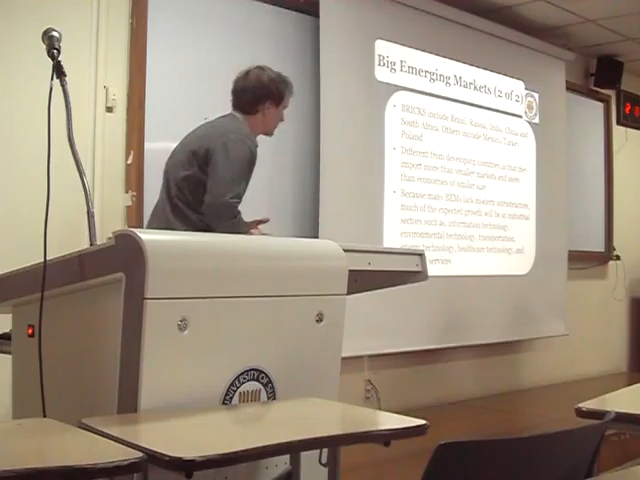 Big Emerging Markets (2 of 2)
• BRICKS include Brazil, Russia, India, China and
South Africa. Others include Mexico, Turkey,
Poland
• Different from developing countries in that they
import more than smaller markets and more
than economies of similar size
• Because many BEMs lack modern infrastructure,
much of the expected growth will be in industrial
sectors such as, information technology
environmental technology, transportation,
technology, healthcare technology, and
services
UNIVERSITY OF